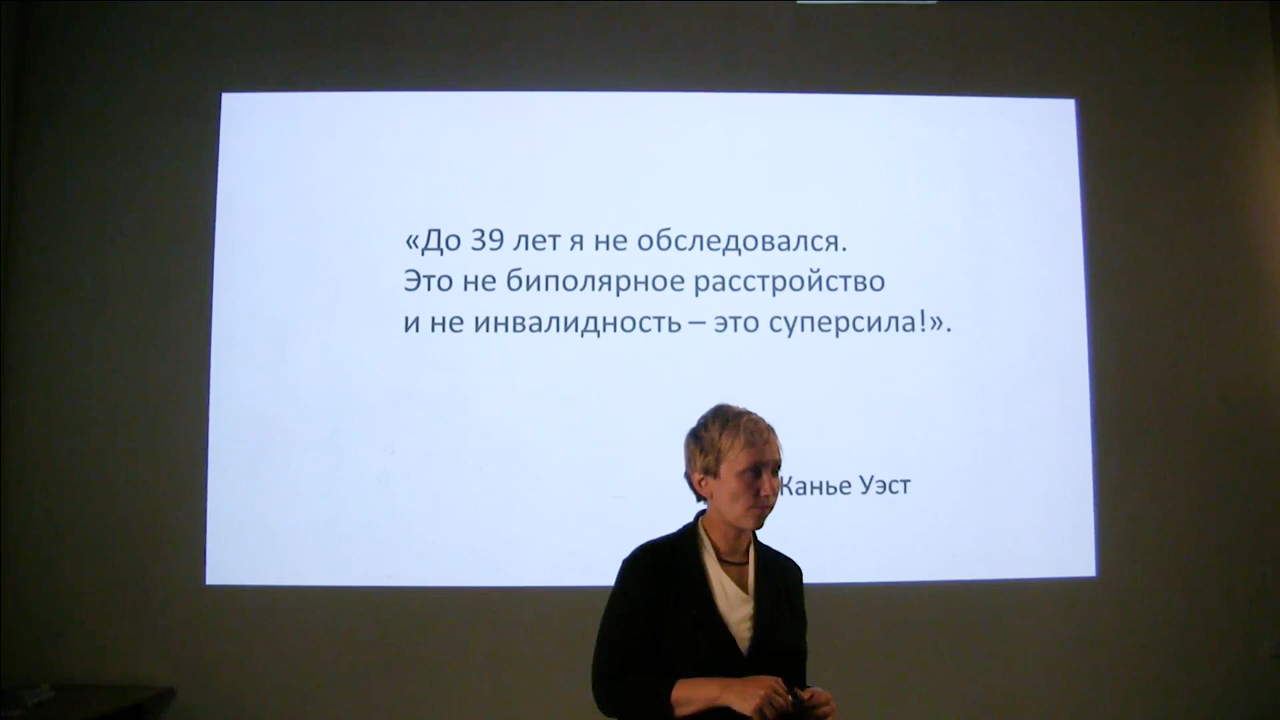 «До 39 лет я не обследовался.
Это не биполярное расстройство
и не инвалидность – это суперсила!».
Канье Уэст